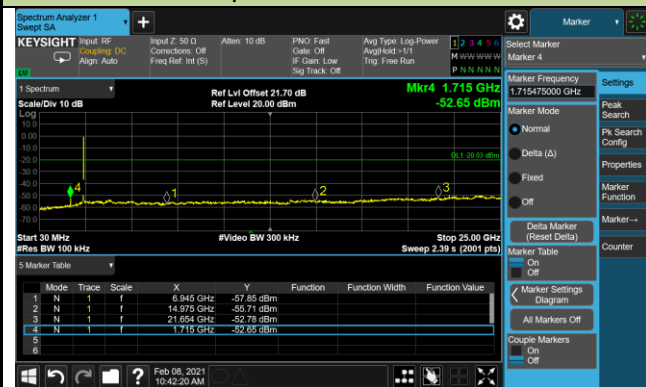 Spectrum Analyzer 1
Swept SA
Marker
KEYSIGHT
Input: RF
Coupling: DC
Align: Auto
Input Z: 50 Ω
Corrections: Off
Freq Ref: Int (S)
Atten: 10 dB
PNO: Fast
Gate: Off
IF Gain: Low
Sig Track: Off
Avg Type: Log-Power
Avg|Hold:>1/1
Trig: Free Run
1 2 3 4 5 6
M W W W W W
P N N N N N
LXI
Select Marker
Marker 4
1 Spectrum
Scale/Div 10 dB
Ref Lvl Offset 21.70 dB
Ref Level 20.00 dBm
Mkr4 1.715 GHz
-52.65 dBm
Log
10.0
0.00
-10.0
-20.0
-30.0
-40.0
-50.0
-60.0
-70.0
DL1 -20.03 dBm
4
1
2
3
Start 30 MHz
#Res BW 100 kHz
#Video BW 300 kHz
Stop 25.00 GHz
Sweep 2.39 s (2001 pts)
5 Marker Table
Mode Trace Scale X Y Function Function Width Function Value
1 N 1 f 6.945 GHz -57.85 dBm
2 N 1 f 14.975 GHz -55.71 dBm
3 N 1 f 21.654 GHz -52.78 dBm
4 N 1 f 1.715 GHz -52.65 dBm
5
6
Marker Frequency
1.715475000 GHz
Marker Mode
Normal
Delta (Δ)
Fixed
Off
Delta Marker
(Reset Delta)
Marker Table
On
Off
Marker Settings
Diagram
All Markers Off
Couple Markers
On
Off
Settings
Peak
Search
Pk Search
Config
Properties
Marker
Function
Marker→
Counter
Feb 08, 2021
10:42:20 AM